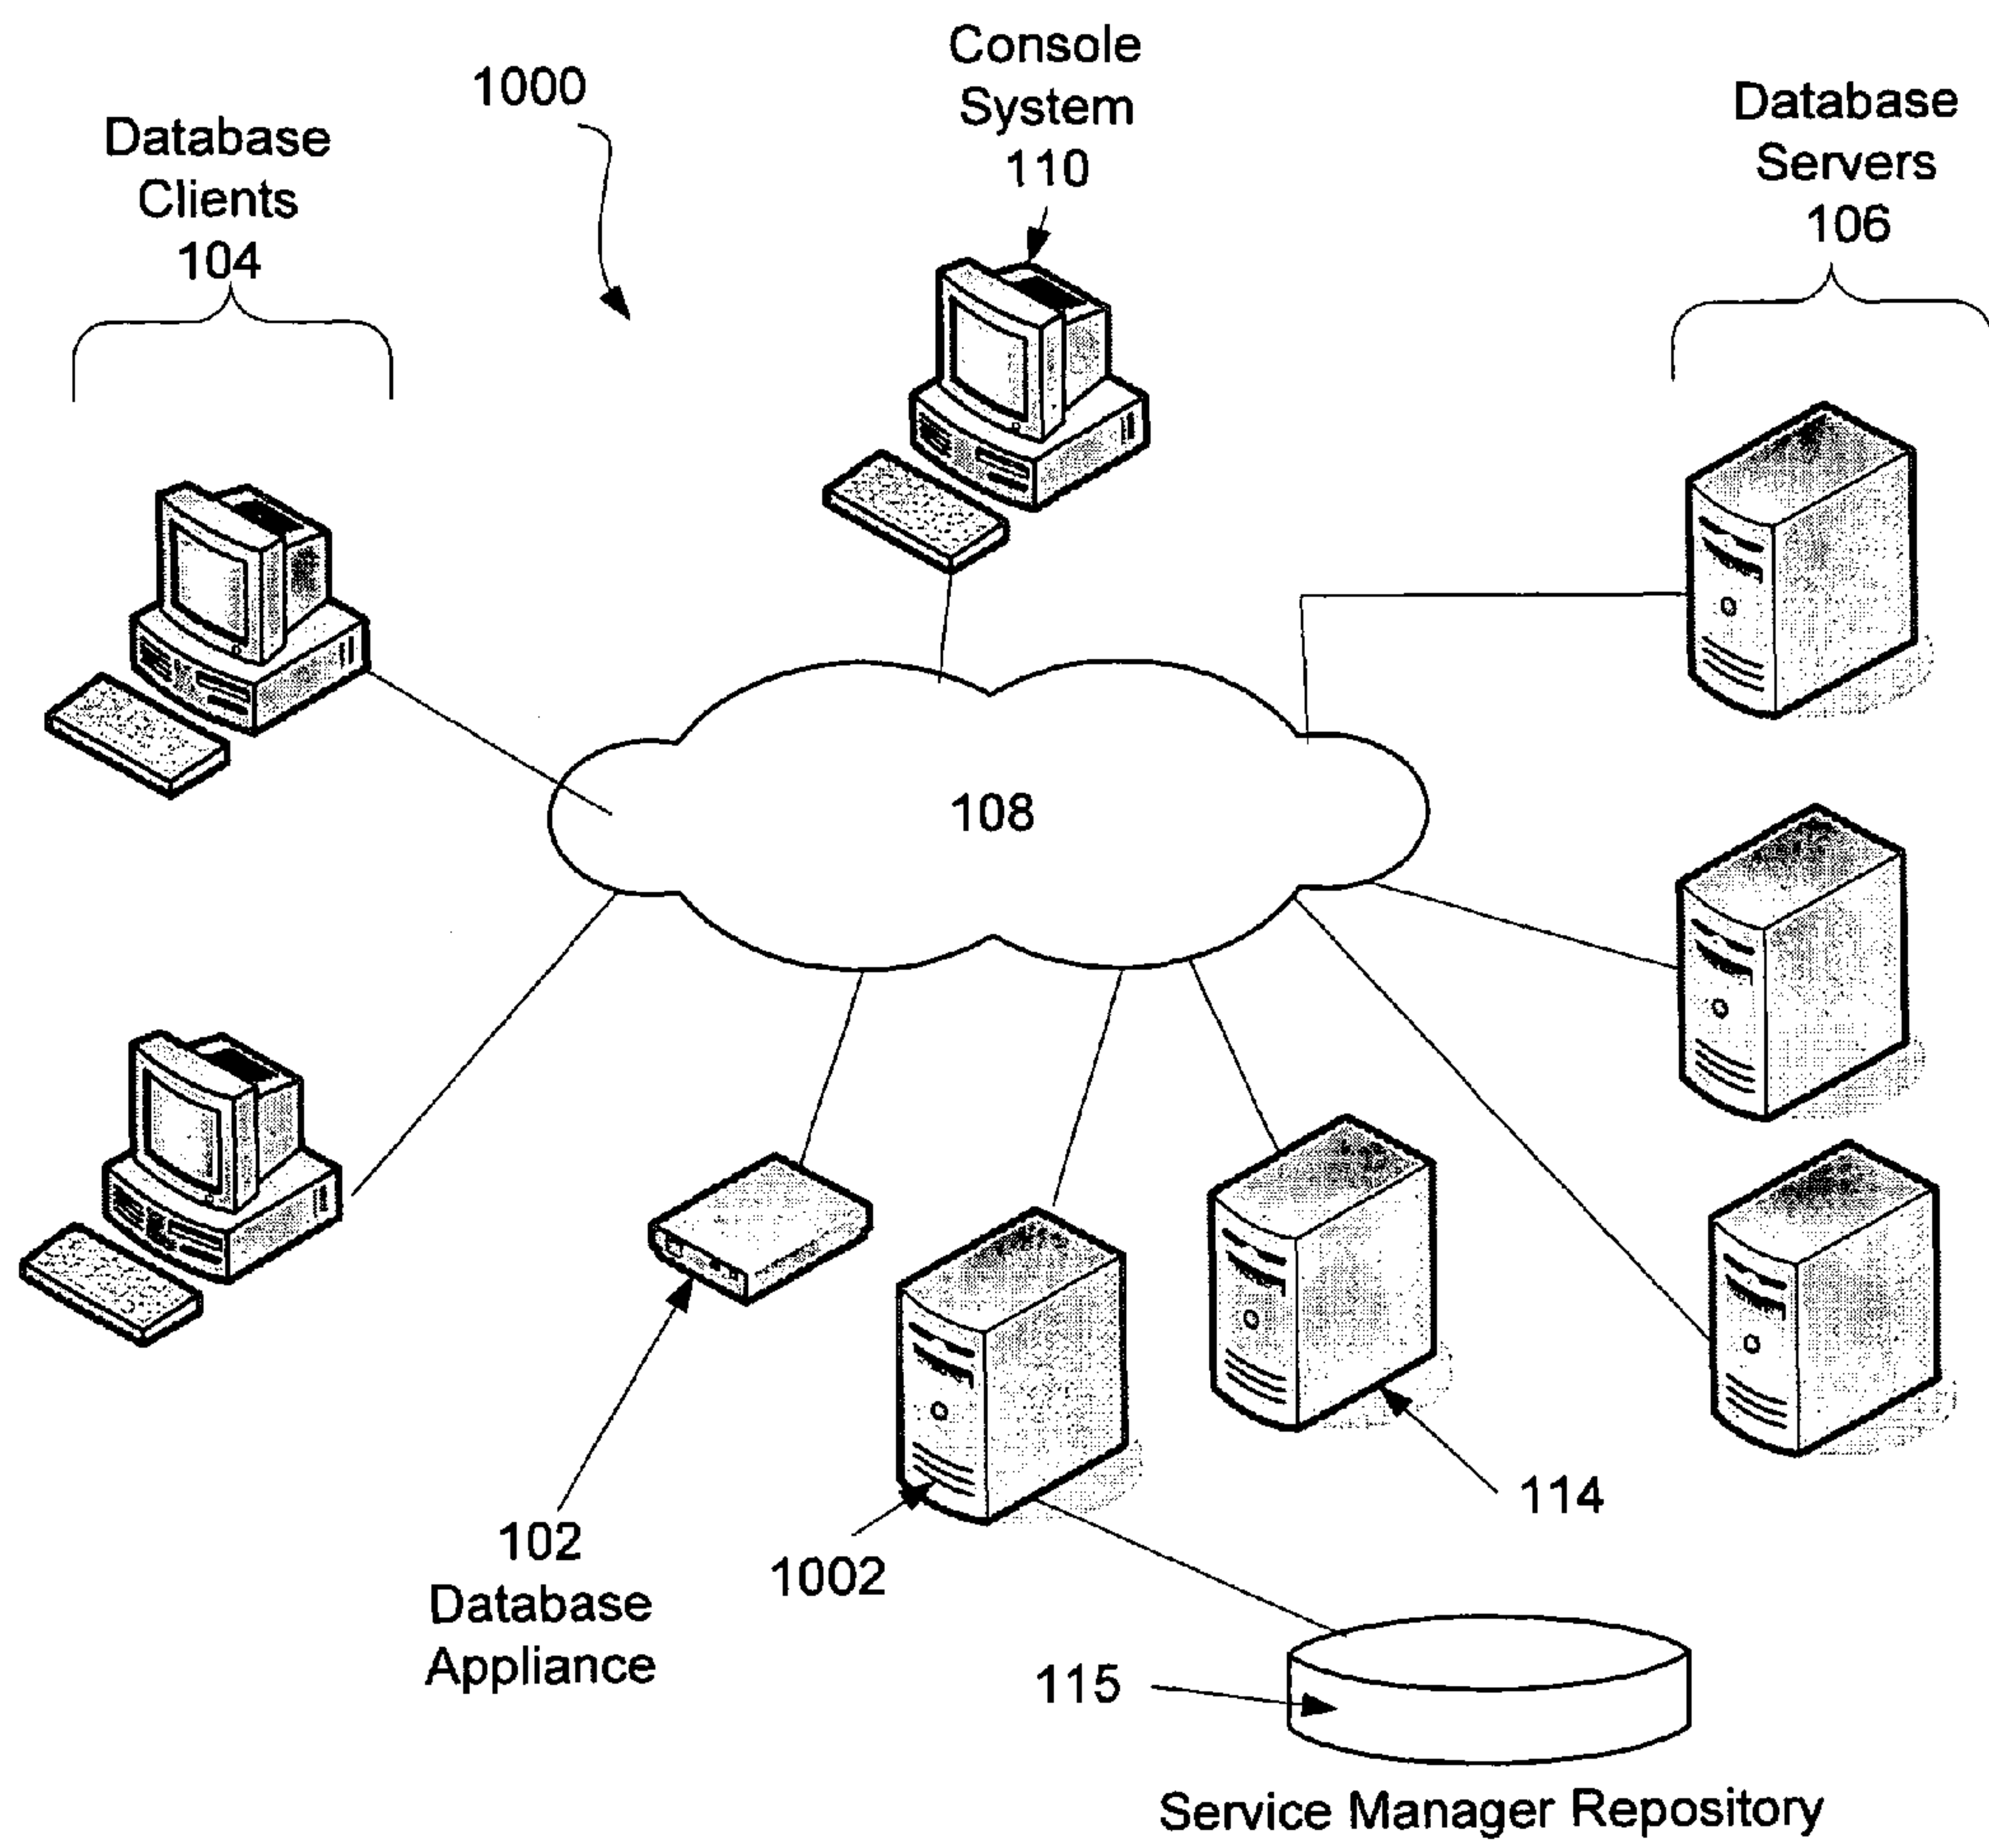 Console
System
110
1000
Database
Clients
104
Database
Servers
106
108
114
102
Database
Appliance
1002
115
Service Manager Repository